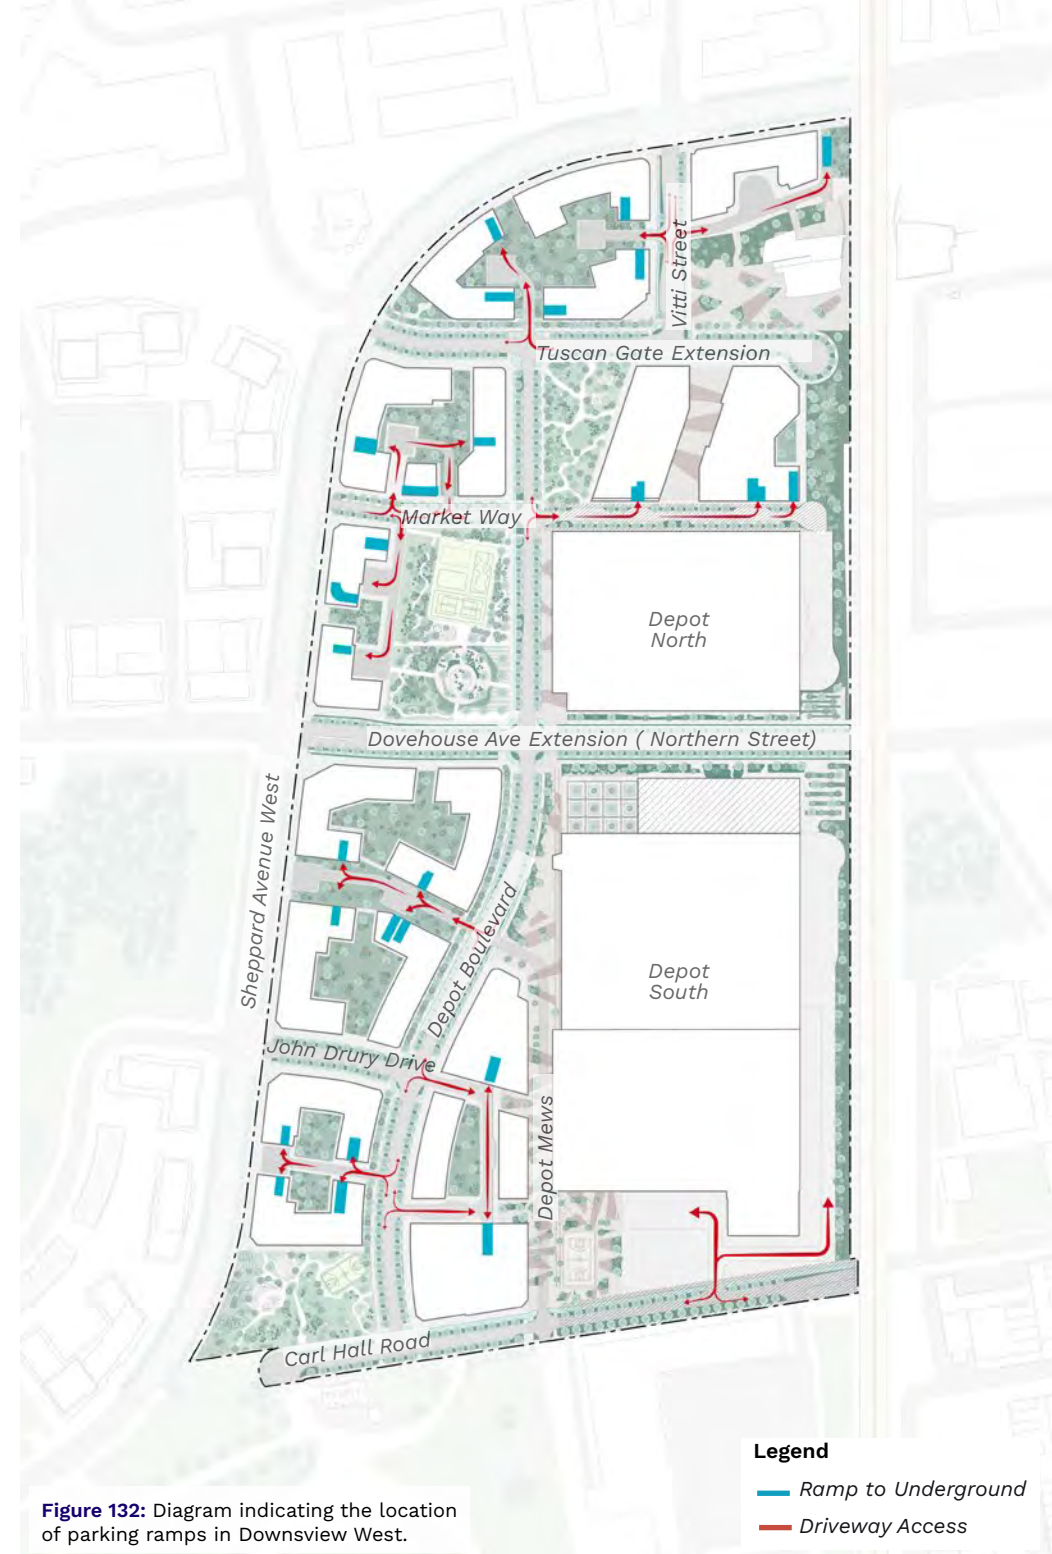 Vitti Street
Tuscan Gate Extension
Market Way
Depot
North
Dovehouse Ave Extension ( Northern Street)
Sheppard Avenue West
Depot Boulevard
Depot
South
John Drury Drive
Depot Mews
Carl Hall Road
Legend
Ramp to Underground
Driveway Access
Figure 132: Diagram indicating the location
of parking ramps in Downsview West.